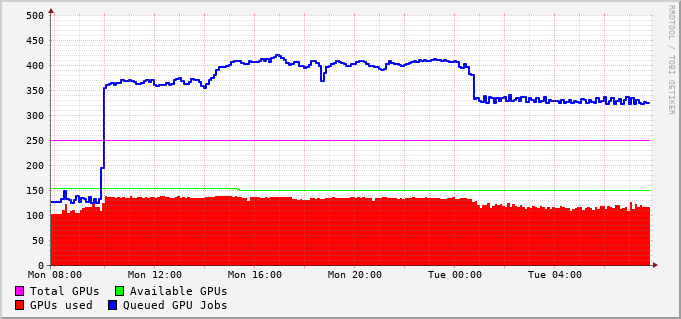 500
450
400
350
300
250
200
150
100
50
0
Mon 08:00 Mon 12:00 Mon 16:00 Mon 20:00 Tue 00:00 Tue 04:00
Total GPUs Available GPUs
GPUs used Queued GPU Jobs
RRDTOOL / TOBI OETIKER